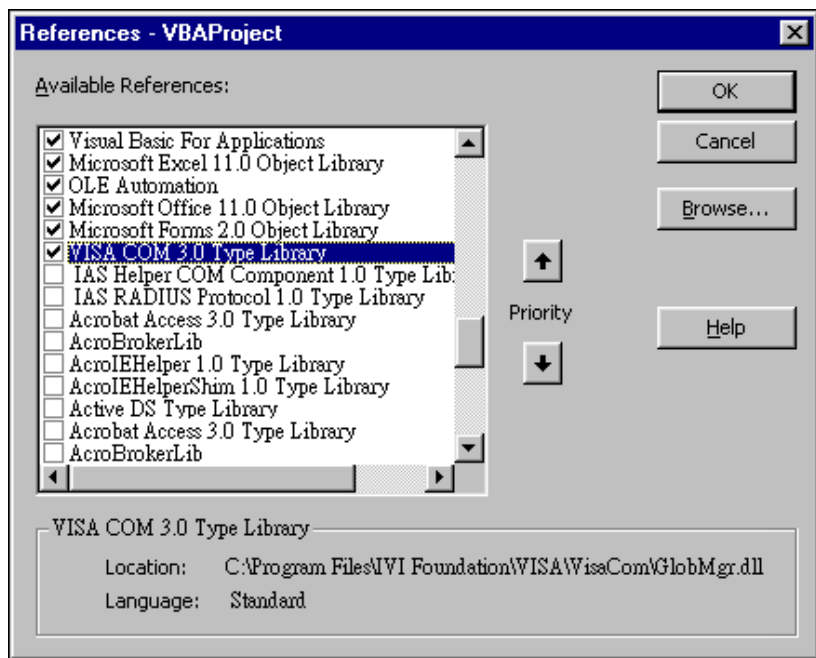 References - VBAProject
Available References:
Visual Basic For Applications
Microsoft Excel 11.0 Object Library
OLE Automation
Microsoft Office 11.0 Object Library
Microsoft Forms 2.0 Object Library
VISA COM 3.0 Type Library
IAS Helper COM Component 1.0 Type Lib:
IAS RADIUS Protocol 1.0 Type Library
Acrobat Access 3.0 Type Library
AcroBrokerLib
AcroIEHelper 1.0 Type Library
AcroIEHelperShim 1.0 Type Library
Active DS Type Library
Acrobat Access 3.0 Type Library
AcroBrokerLib
Priority
OK
Cancel
Browse...
Help
VISA COM 3.0 Type Library
Location: C:\Program Files\IVI Foundation\VISA\VisaCom\GlobMgr.dll
Language: Standard